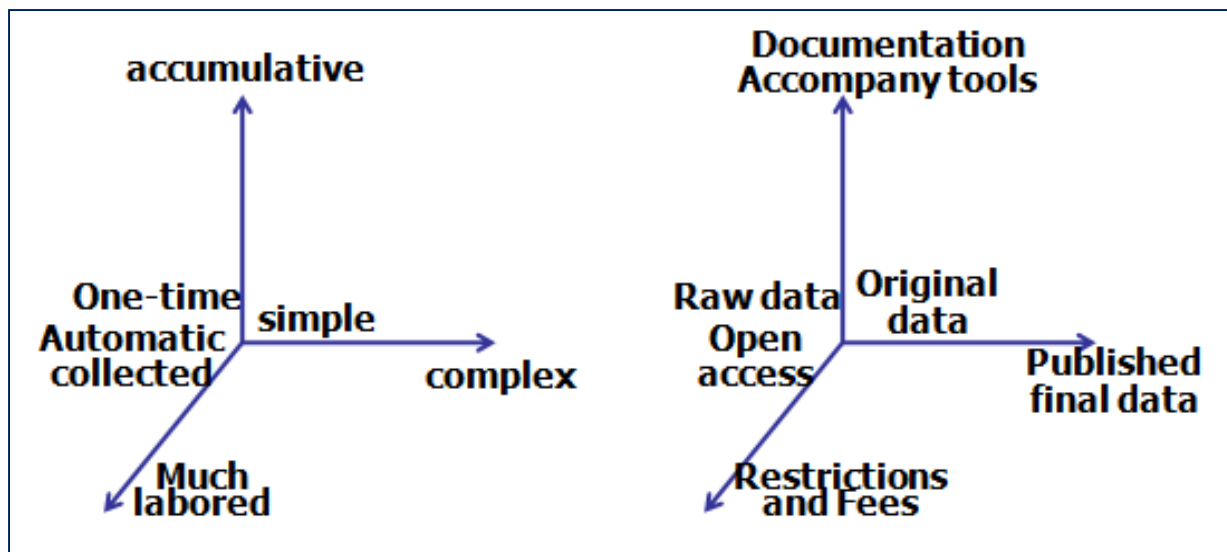 accumulative
One-time
simple
Automatic
collected
complex
Much
labored
Documentation
Accompany tools
Raw data
Original
data
Open
access
Published
final data
Restrictions
and Fees